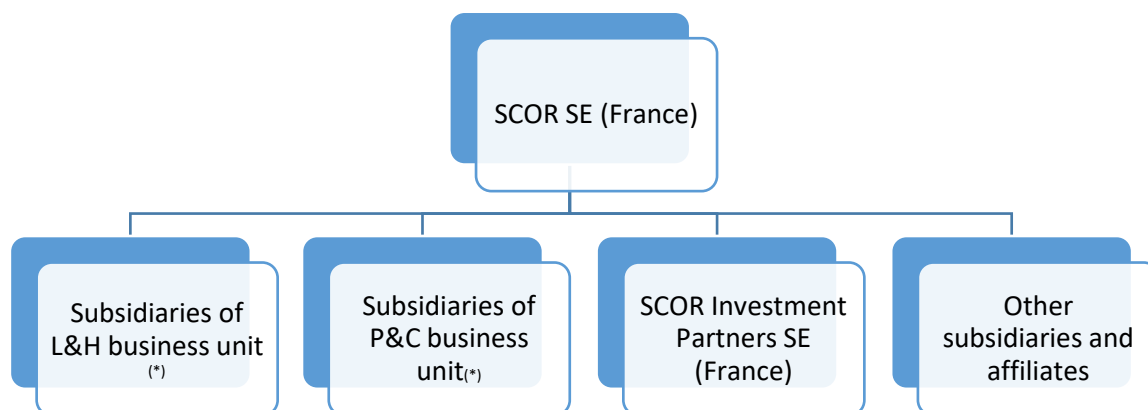 SCOR SE (France)
Subsidiaries of
L&H business unit
(*)
Subsidiaries of
P&C business
unit(*)
SCOR Investment
Partners SE
(France)
Other
subsidiaries and
affiliates